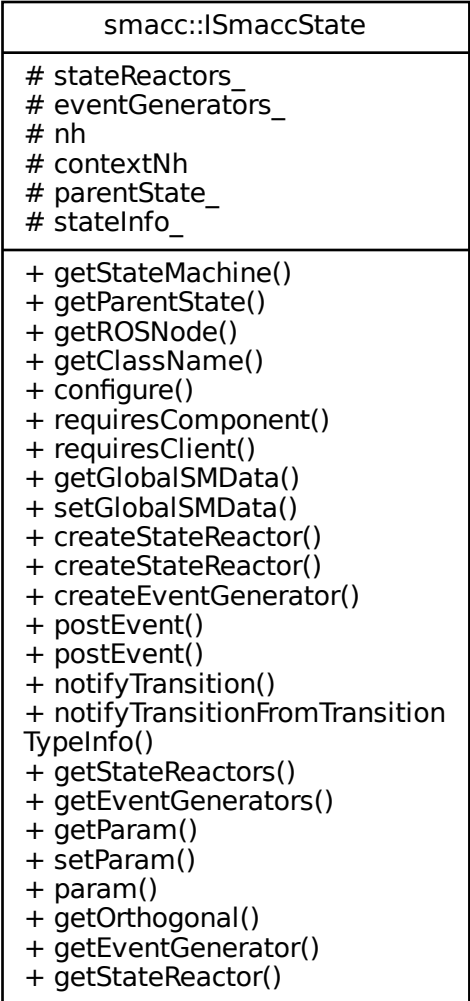 smacc::ISmaccState
# stateReactors_
# eventGenerators_
# nh
# contextNh
# parentState_
# stateInfo_
+ getStateMachine()
+ getParentState()
+ getROSNode()
+ getClassName()
+ configure()
+ requiresComponent()
+ requiresClient()
+ getGlobalSMData()
+ setGlobalSMData()
+ createStateReactor()
+ createStateReactor()
+ createEventGenerator()
+ postEvent()
+ postEvent()
+ notifyTransition()
+ notifyTransitionFromTransition
TypeInfo()
+ getStateReactors()
+ getEventGenerators()
+ getParam()
+ setParam()
+ param()
+ getOrthogonal()
+ getEventGenerator()
+ getStateReactor()